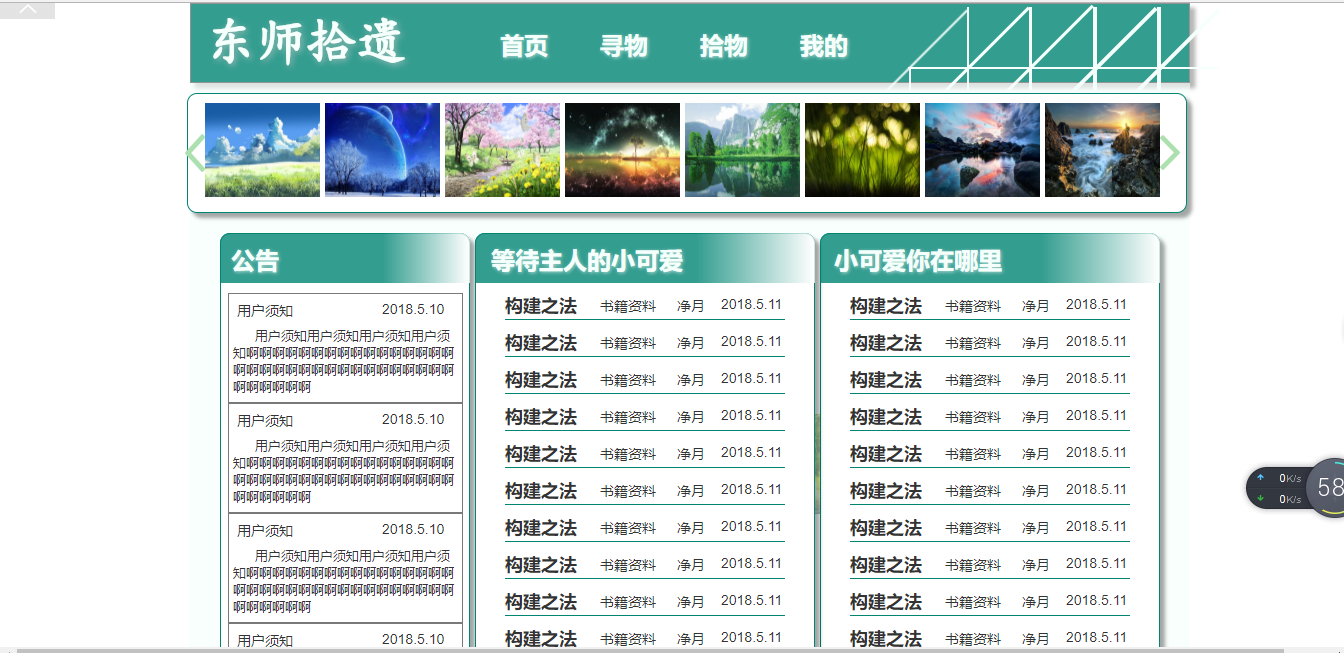 东师拾遗
首页 寻物 拾物 我的
公告
用户须知 2018.5.10
用户须知用户须知用户须知用户须
知啊啊啊啊啊啊啊啊啊啊啊啊啊啊啊啊
啊啊啊啊啊啊啊啊啊啊啊啊啊啊啊啊啊
啊啊啊啊啊啊
用户须知 2018.5.10
用户须知用户须知用户须知用户须
知啊啊啊啊啊啊啊啊啊啊啊啊啊啊啊啊
啊啊啊啊啊啊啊啊啊啊啊啊啊啊啊啊啊
啊啊啊啊啊啊
用户须知 2018.5.10
用户须知用户须知用户须知用户须
知啊啊啊啊啊啊啊啊啊啊啊啊啊啊啊啊
啊啊啊啊啊啊啊啊啊啊啊啊啊啊啊啊啊
啊啊啊啊啊啊
用户须知 2018.5.10
等待主人的小可爱
构建之法 书籍资料 净月 2018.5.11
构建之法 书籍资料 净月 2018.5.11
构建之法 书籍资料 净月 2018.5.11
构建之法 书籍资料 净月 2018.5.11
构建之法 书籍资料 净月 2018.5.11
构建之法 书籍资料 净月 2018.5.11
构建之法 书籍资料 净月 2018.5.11
构建之法 书籍资料 净月 2018.5.11
构建之法 书籍资料 净月 2018.5.11
构建之法 书籍资料 净月 2018.5.11
小可爱你在哪里
构建之法 书籍资料 净月 2018.5.11
构建之法 书籍资料 净月 2018.5.11
构建之法 书籍资料 净月 2018.5.11
构建之法 书籍资料 净月 2018.5.11
构建之法 书籍资料 净月 2018.5.11
构建之法 书籍资料 净月 2018.5.11
构建之法 书籍资料 净月 2018.5.11
构建之法 书籍资料 净月 2018.5.11
构建之法 书籍资料 净月 2018.5.11
构建之法 书籍资料 净月 2018.5.11
0K/s
0K/s
58